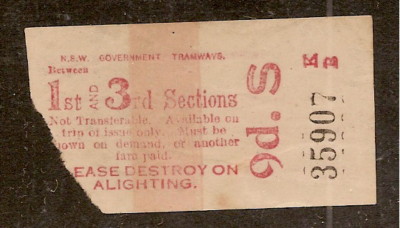 N.S.W. GOVERNMENT TRAMWAYS.
Between
1st AND 3rd Sections
Not Transferable. Available on
trip of issue only. Must be
own on demand, or another
fare paid.
EASE DESTROY ON
ALIGHTING.
9d. S
35907
K
B